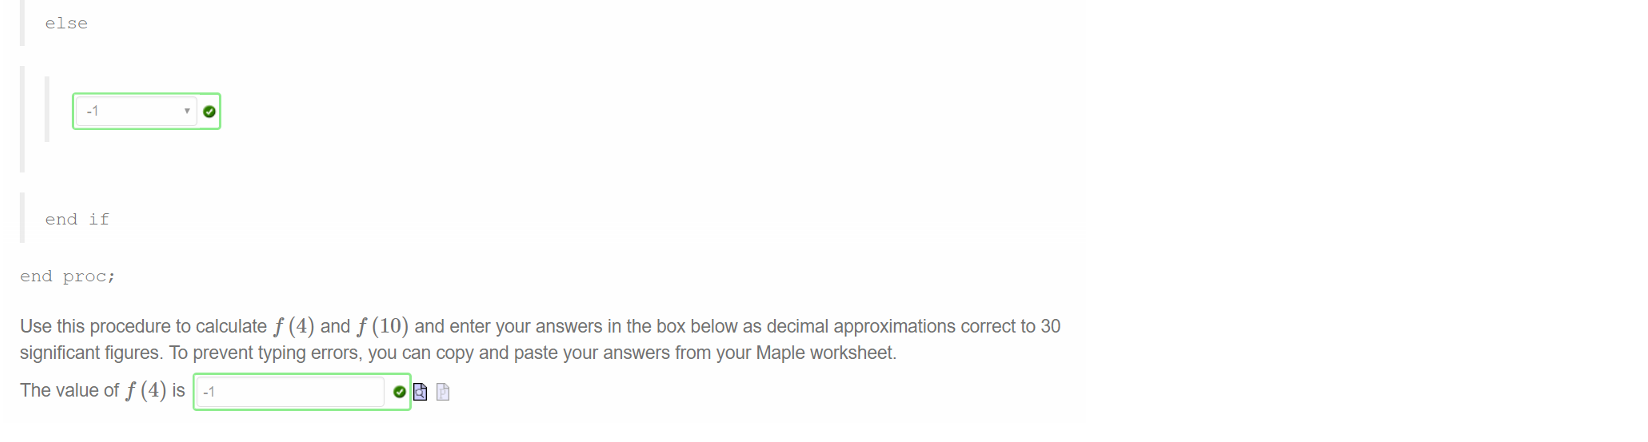 else
-1
end if
end proc;
Use this procedure to calculate f (4) and f (10) and enter your answers in the box below as decimal approximations correct to 30
significant figures. To prevent typing errors, you can copy and paste your answers from your Maple worksheet.
The value of f (4) is -1